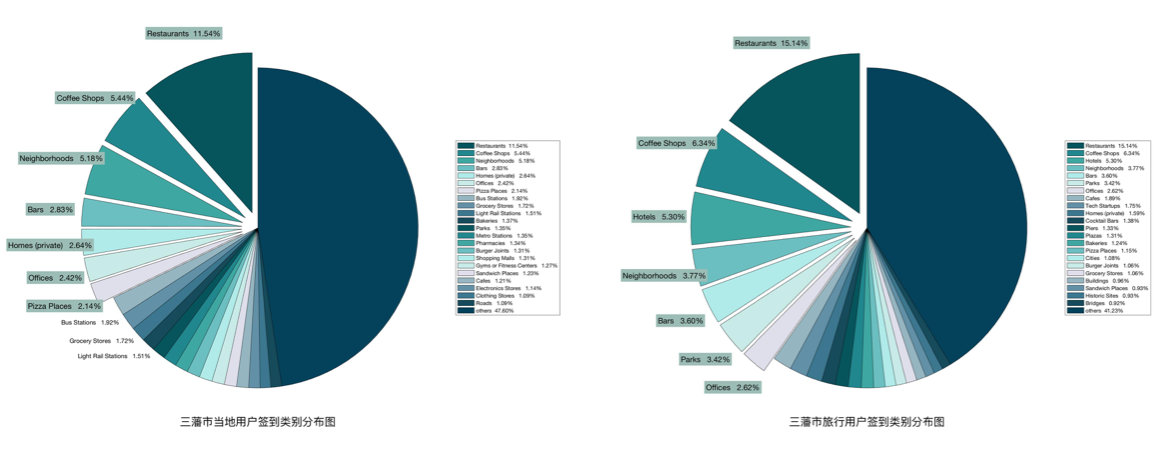 Restaurants 11.54%
Coffee Shops 5.44%
Neighborhoods 5.18%
Bars 2.83%
Homes (private) 2.64%
Offices 2.42%
Pizza Places 2.14%
Bus Stations 1.92%
Grocery Stores 1.72%
Light Rail Stations 1.51%
Restaurants 11.54%
Coffee Shops 5.44%
Neighborhoods 5.18%
Bars 2.83%
Homes (private) 2.64%
Offices 2.42%
Pizza Places 2.14%
Bus Stations 1.92%
Grocery Stores 1.72%
Light Rail Stations 1.51%
Bakeries 1.37%
Parks 1.35%
Metro Stations 1.35%
Pharmacies 1.34%
Burger Joints 1.31%
Shopping Malls 1.31%
Gyms or Fitness Centers 1.27%
Sandwich Places 1.23%
Cafes 1.21%
Electronics Stores 1.14%
Clothing Stores 1.09%
Roads 1.09%
others 47.60%
三藩市当地用户签到类别分布图
Restaurants 15.14%
Coffee Shops 6.34%
Hotels 5.30%
Neighborhoods 3.77%
Bars 3.60%
Parks 3.42%
Offices 2.62%
Restaurants 15.14%
Coffee Shops 6.34%
Hotels 5.30%
Neighborhoods 3.77%
Bars 3.60%
Parks 3.42%
Offices 2.62%
Cafes 1.89%
Tech Startups 1.75%
Homes (private) 1.59%
Cocktail Bars 1.38%
Piers 1.33%
Plazas 1.31%
Bakeries 1.24%
Pizza Places 1.15%
Cities 1.08%
Burger Joints 1.06%
Grocery Stores 1.06%
Buildings 0.96%
Sandwich Places 0.93%
Historic Sites 0.93%
Bridges 0.92%
others 41.23%
三藩市旅行用户签到类别分布图